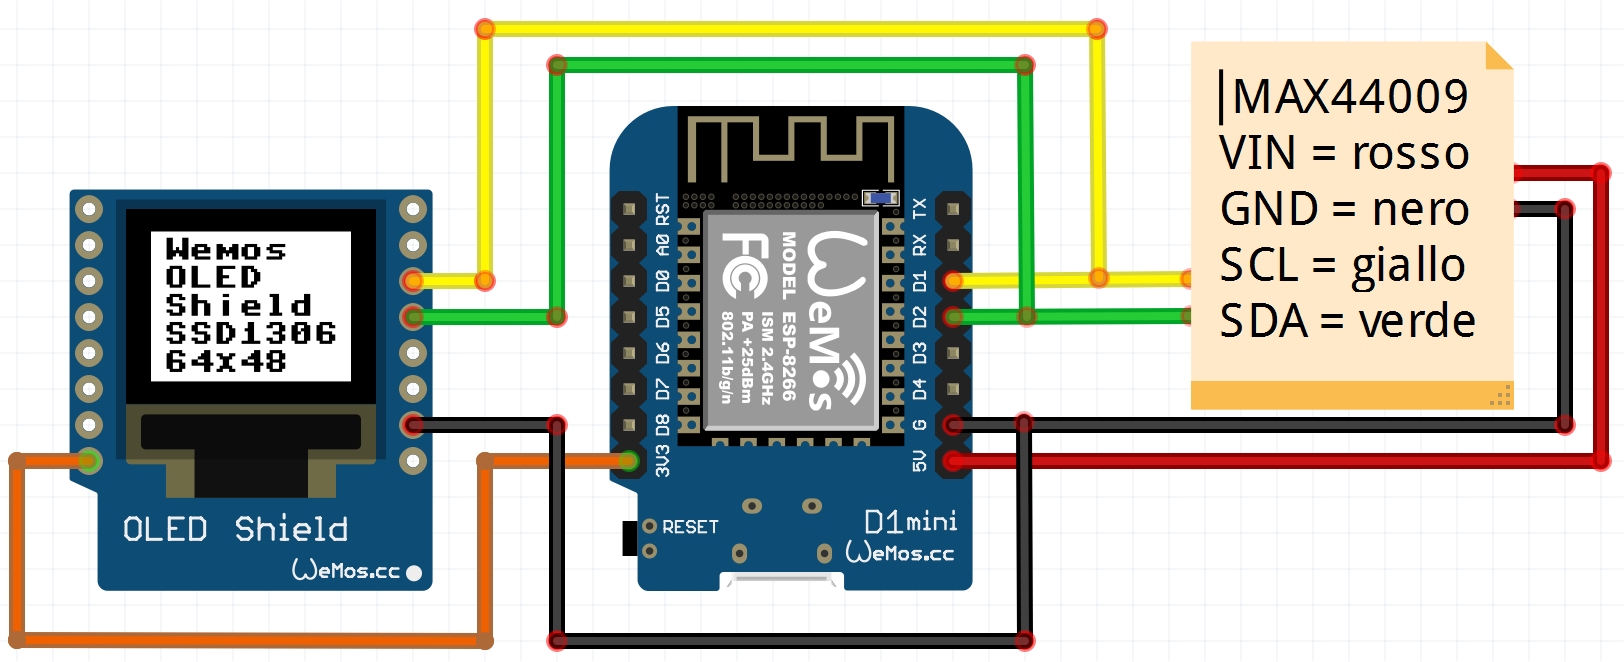 Wemos
OLED
Shield
SSD1306
64x48
OLED Shield
WeMos.cc
RST
A0
D0
D5
D6
D7
D8
3V3
TX
RX
D1
D2
D3
D4
G
5V
WeMos
FC
MODEL ESP-8266
ISM 2.4GHz
PA +25dBm
802.11b/g/n
RESET
D1mini
WeMos.cc
MAX44009
VIN = rosso
GND = nero
SCL = giallo
SDA = verde